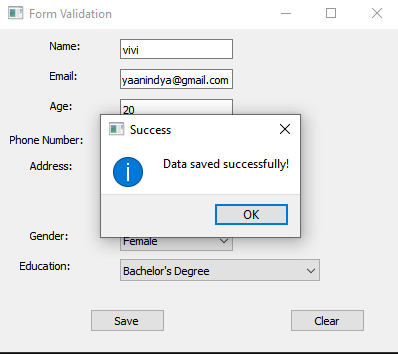 Form Validation
Name:
vivi
Email:
yaanindya@gmail.com
Age:
20
Success
Phone Number:
Data saved successfully!
Address:
OK
Gender:
Female
Education:
Bachelor's Degree
Save
Clear